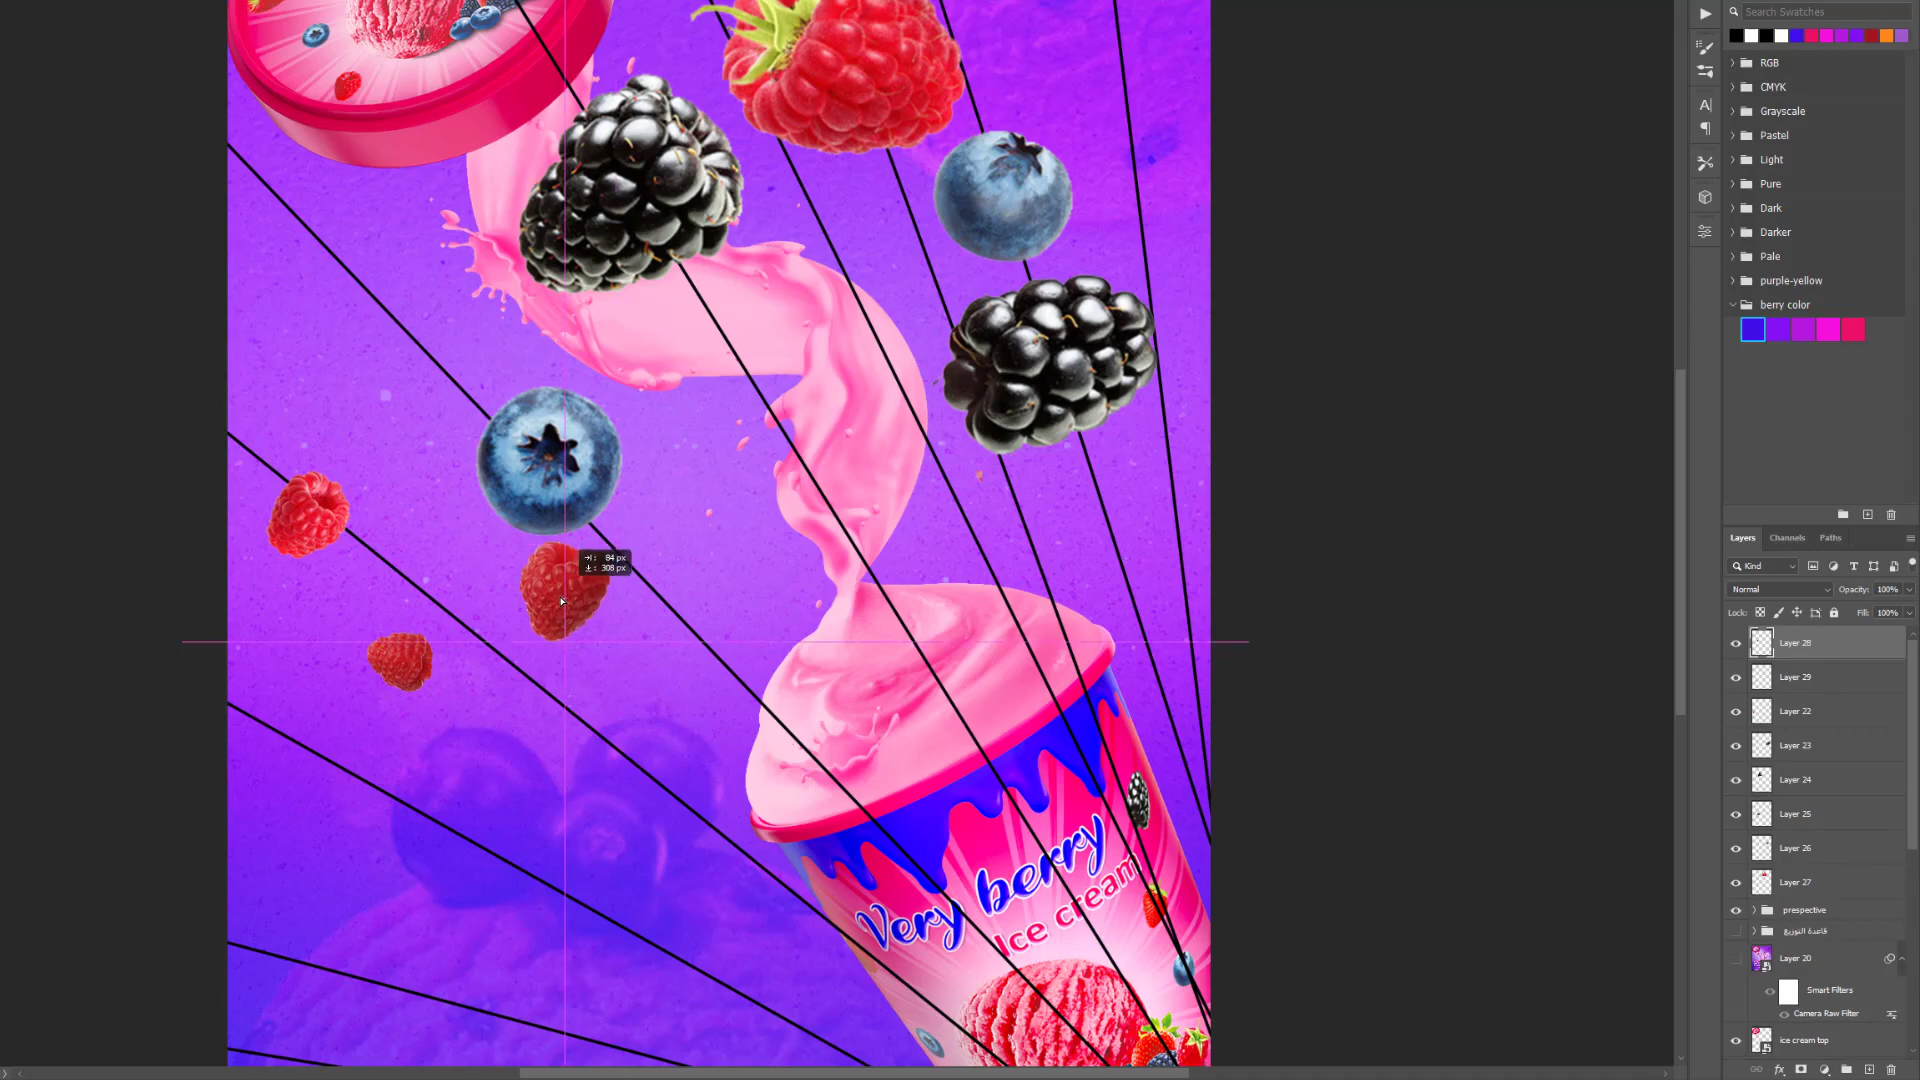 Search Swatches
RGB
CMYK
Grayscale
Pastel
Light
Pure
Dark
Darker
Pale
purple-yellow
berry color
Layers
Channels
Paths
Kind
Normal
Opacity: 100%
Lock:
Fill: 100%
Layer 28
Layer 29
Layer 22
Layer 23
Layer 24
Layer 25
Layer 26
Layer 27
prespective
قاعدة التوزيع
Layer 20
Smart Filters
Camera Raw Filter
ice cream top
84 px
308 px
Very berry
Ice cream